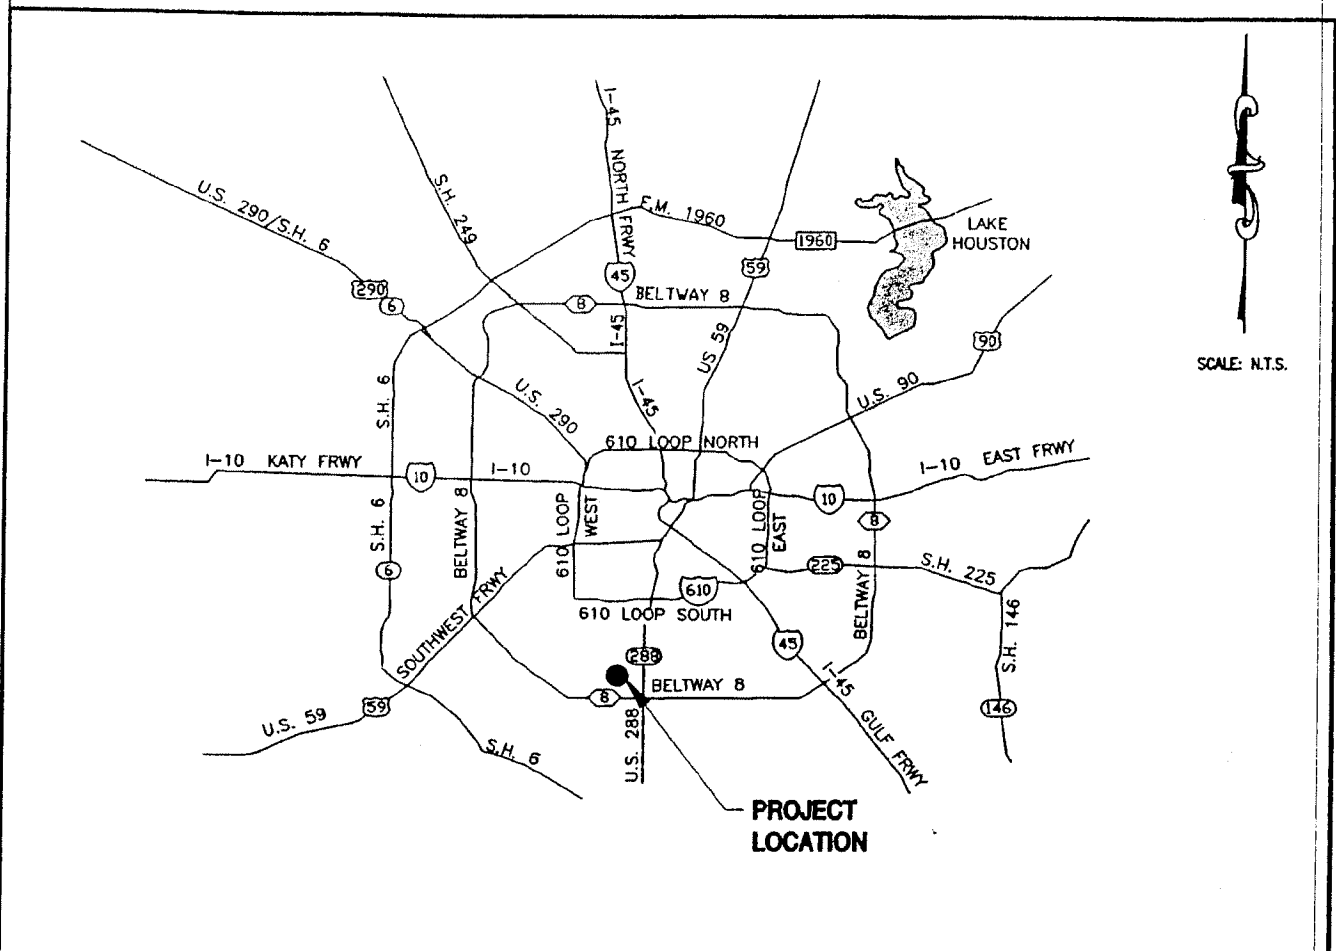 I-45
NORTH FRWY
S.H. 249
U.S. 290/S.H. 6
F.M. 1960
1960
LAKE
HOUSTON
59
45
290
6
8
BELTWAY 8
I-45
US 59
90
SCALE: N.T.S.
S.H. 6
U.S. 290
I-45
U.S. 90
610 LOOP NORTH
I-10 KATY FRWY
10
I-10
I-10 EAST FRWY
10
S.H. 6
BELTWAY 8
610 LOOP
WEST
610 LOOP
EAST
8
6
225
S.H. 225
BELTWAY 8
SOUTHWEST FRWY
610
610 LOOP SOUTH
S.H. 146
45
288
BELTWAY 8
8
I-45
GULF FRWY
146
59
U.S. 59
S.H. 6
U.S. 288
PROJECT
LOCATION